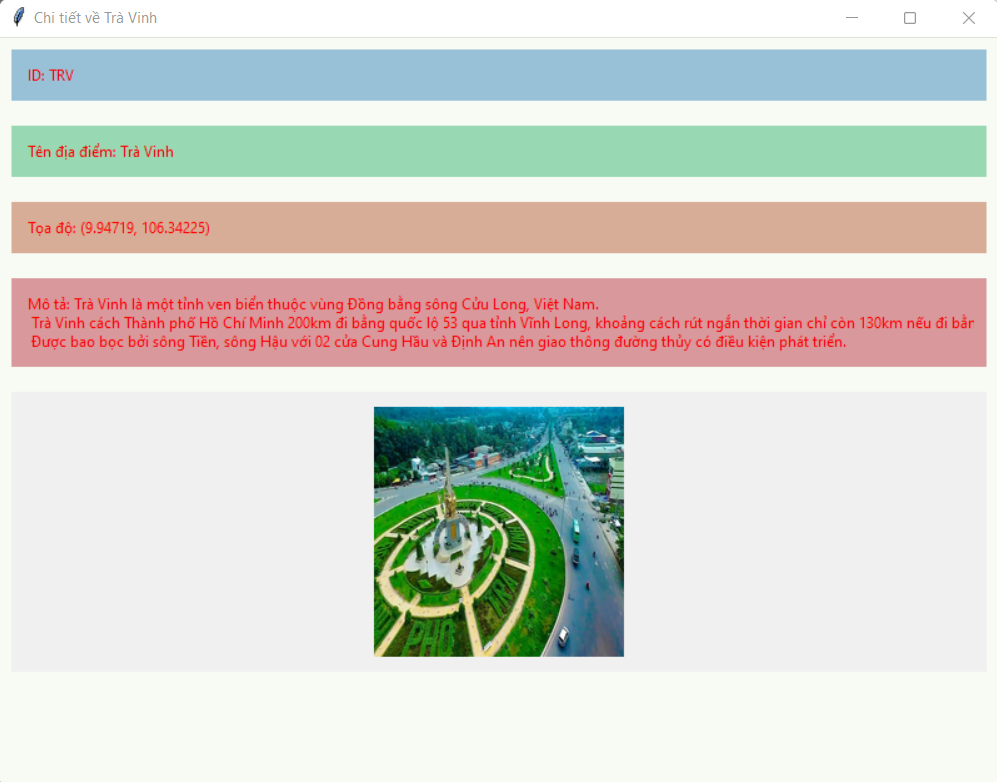 Chi tiết về Trà Vinh
ID: TRV
Tên địa điểm: Trà Vinh
Tọa độ: (9.94719, 106.34225)
Mô tả: Trà Vinh là một tỉnh ven biển thuộc vùng Đồng bằng sông Cửu Long, Việt Nam.
Trà Vinh cách Thành phố Hồ Chí Minh 200km đi bằng quốc lộ 53 qua tỉnh Vĩnh Long, khoảng cách rút ngắn thời gian chỉ còn 130km nếu đi
Được bao bọc bởi sông Tiền, sông Hậu với 02 cửa Cung Hầu và Định An nên giao thông đường thủy có điều kiện phát triển.
PHỐ